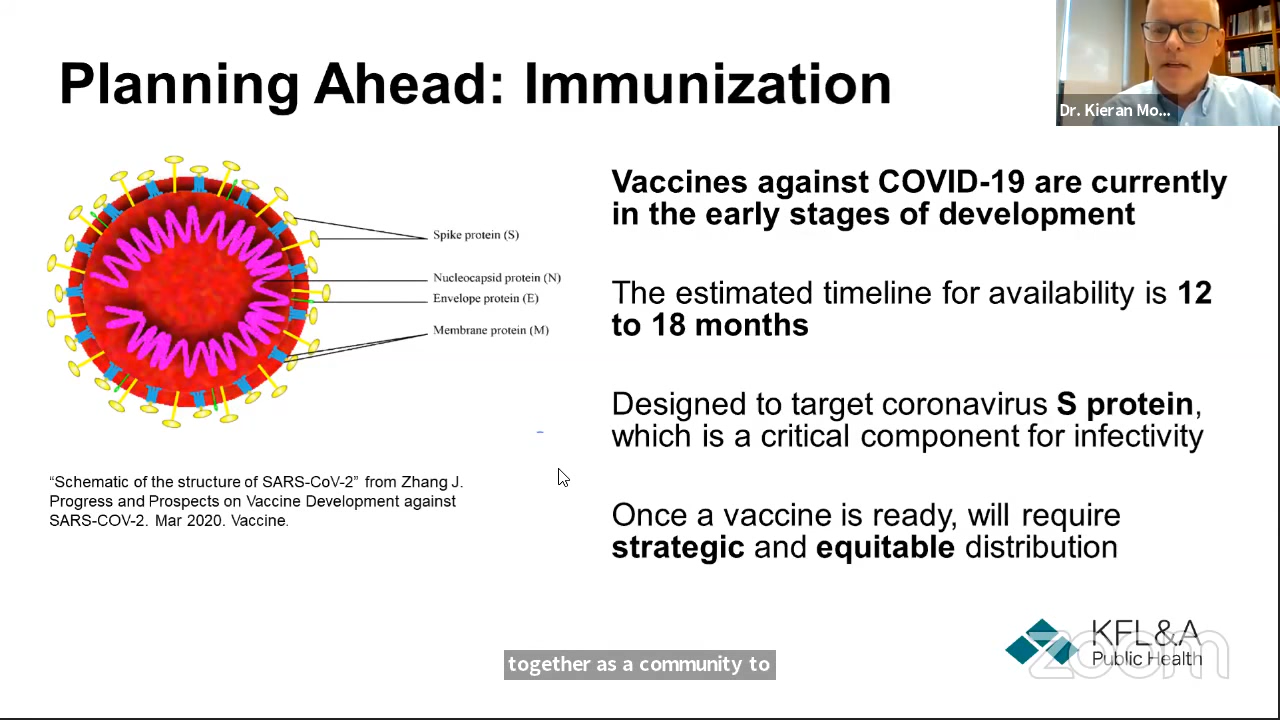 Planning Ahead: Immunization
Dr. Kieran Mo...
Spike protein (S)
Nucleocapsid protein (N)
Envelope protein (E)
Membrane protein (M)
“Schematic of the structure of SARS-CoV-2” from Zhang J.
Progress and Prospects on Vaccine Development against
SARS-COV-2. Mar 2020. Vaccine.
Vaccines against COVID-19 are currently
in the early stages of development
The estimated timeline for availability is 12
to 18 months
Designed to target coronavirus S protein,
which is a critical component for infectivity
Once a vaccine is ready, will require
strategic and equitable distribution
KFL&A
Public Health
zoom
together as a community to